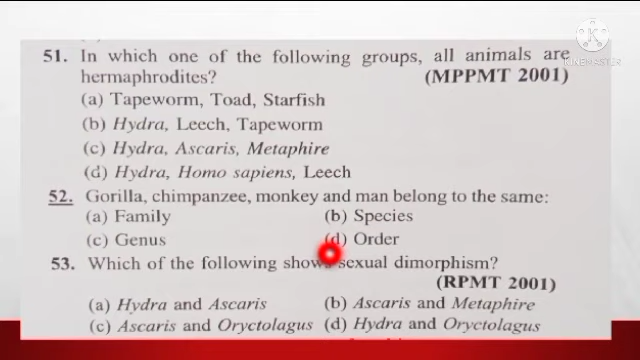 51. In which one of the following groups, all animals are
hermaphrodites? (MPPMT 2001)
(a) Tapeworm, Toad, Starfish
(b) Hydra, Leech, Tapeworm
(c) Hydra, Ascaris, Metaphire
(d) Hydra, Homo sapiens, Leech
52. Gorilla, chimpanzee, monkey and man belong to the same:
(a) Family (b) Species
(c) Genus (d) Order
53. Which of the following shows sexual dimorphism?
(RPMT 2001)
(a) Hydra and Ascaris (b) Ascaris and Metaphire
(c) Ascaris and Oryctolagus (d) Hydra and Oryctolagus
KINEMASTER